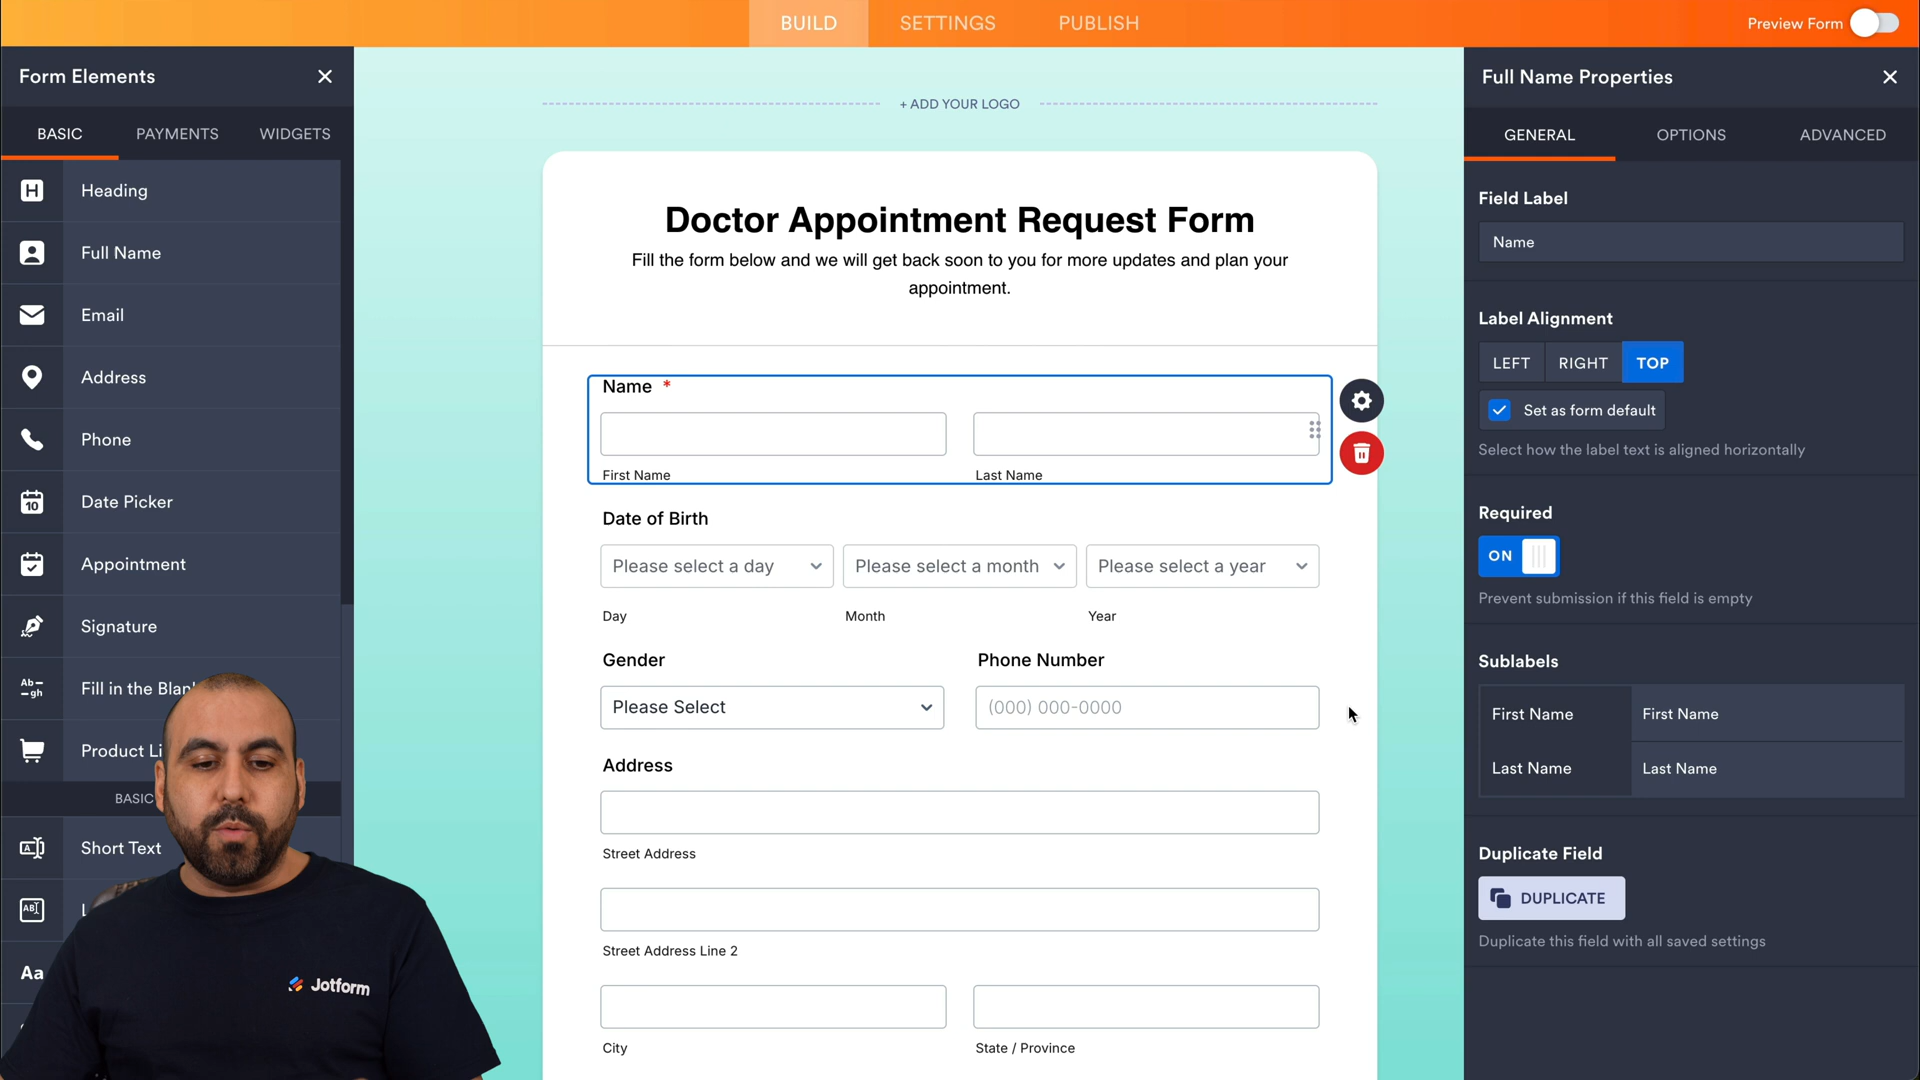 BUILD
SETTINGS
PUBLISH
Preview Form
Form Elements
BASIC
PAYMENTS
WIDGETS
H
Heading
Full Name
Email
Address
Phone
10
Date Picker
Appointment
Signature
Ab
gh
Fill in the Blan
Product Li
BASIC
Short Text
Aa
Jotform
+ ADD YOUR LOGO
Doctor Appointment Request Form
Fill the form below and we will get back soon to you for more updates and plan your
appointment.
Name *
First Name
Last Name
Date of Birth
Please select a day
Please select a month
Please select a year
Day
Month
Year
Gender
Phone Number
Please Select
(000) 000-0000
Address
Street Address
Street Address Line 2
City
State / Province
Full Name Properties
GENERAL
OPTIONS
ADVANCED
Field Label
Name
Label Alignment
LEFT
RIGHT
TOP
Set as form default
Select how the label text is aligned horizontally
Required
ON
Prevent submission if this field is empty
Sublabels
First Name
First Name
Last Name
Last Name
Duplicate Field
DUPLICATE
Duplicate this field with all saved settings